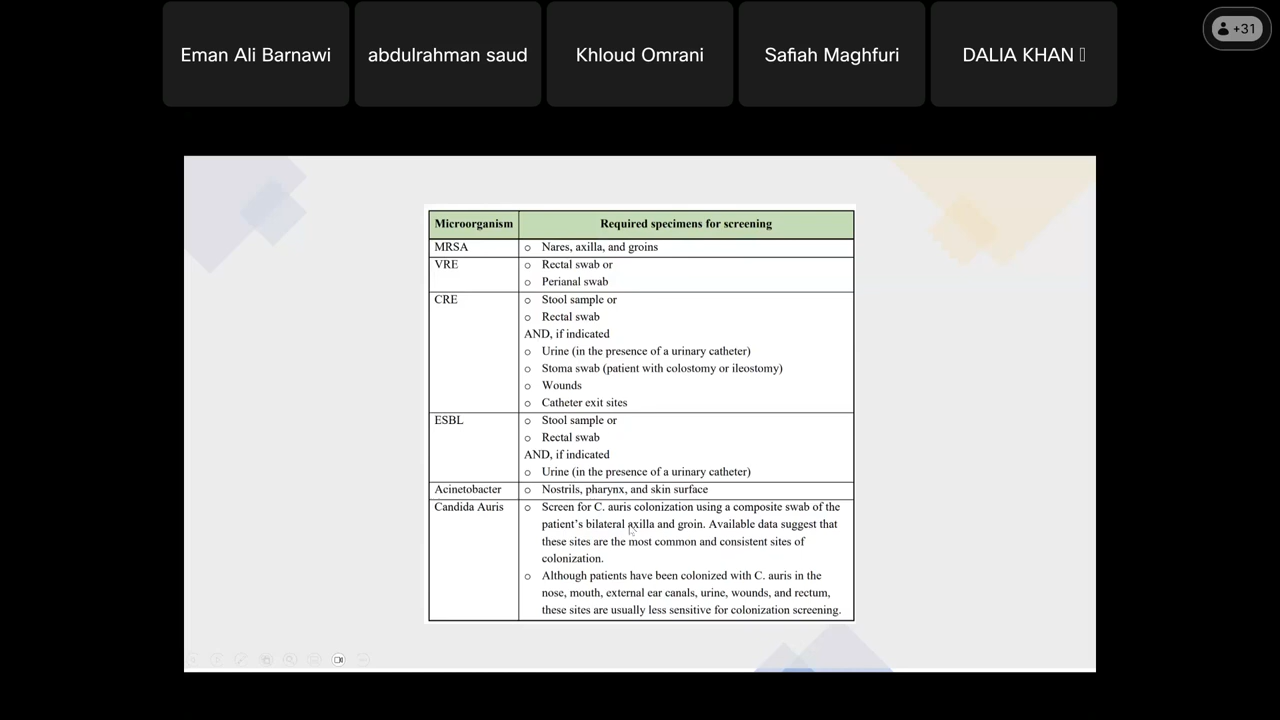 Eman Ali Barnawi
abdulrahman saud
Khloud Omrani
Safiah Maghfuri
DALIA KHAN
+31
Microorganism
Required specimens for screening
MRSA
o Nares, axilla, and groins
VRE
o Rectal swab or
o Perianal swab
CRE
o Stool sample or
o Rectal swab
AND, if indicated
o Urine (in the presence of a urinary catheter)
o Stoma swab (patient with colostomy or ileostomy)
o Wounds
o Catheter exit sites
ESBL
o Stool sample or
o Rectal swab
AND, if indicated
o Urine (in the presence of a urinary catheter)
Acinetobacter
o Nostrils, pharynx, and skin surface
Candida Auris
o Screen for C. auris colonization using a composite swab of the
patient's bilateral axilla and groin. Available data suggest that
these sites are the most common and consistent sites of
colonization.
o Although patients have been colonized with C. auris in the
nose, mouth, external ear canals, urine, wounds, and rectum,
these sites are usually less sensitive for colonization screening.